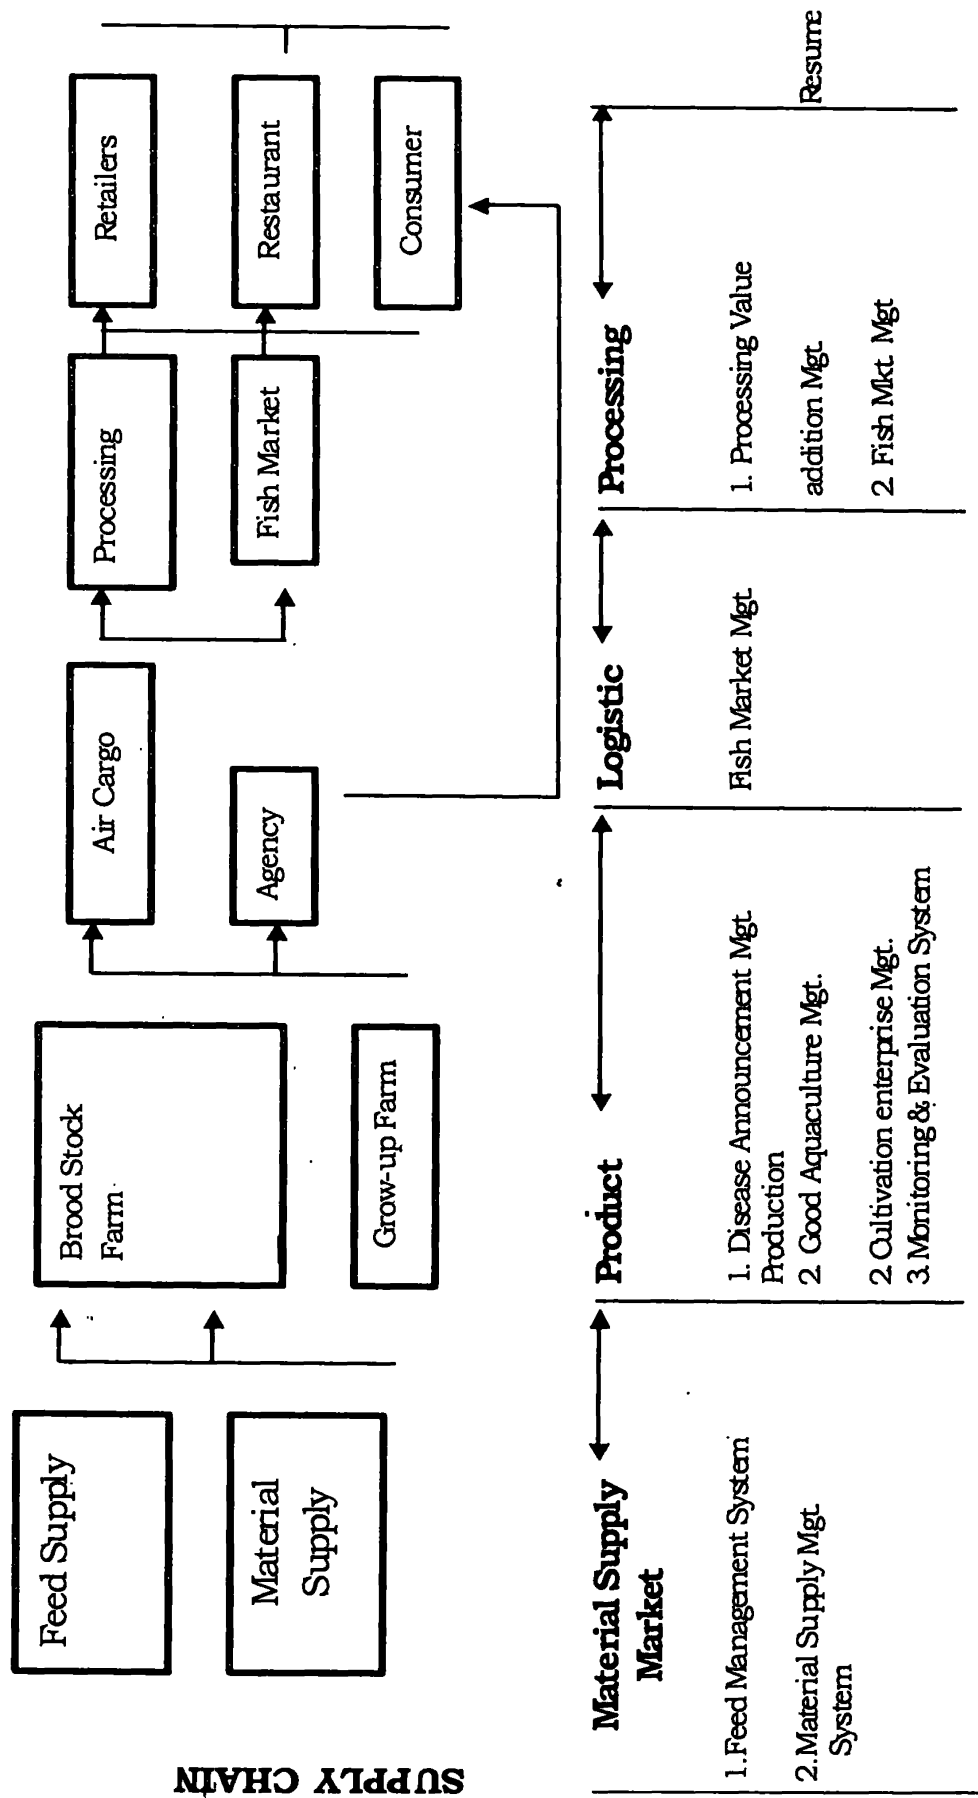 SUPPLY CHAIN
Feed Supply
Material
Supply
Brood Stock
Farm
Grow-up Farm
Air Cargo
Agency
Processing
Fish Market
Retailers
Restaurant
Consumer
Material Supply
Market
1.Feed Management System
2.Material Supply Mgt.
System
Product
1. Disease Announcement Mgt.
Production
2. Good Aquaculture Mgt.
2.Cultivation enterprise Mgt.
3.Monitoring & Evaluation System
Logistic
Fish Market Mgt.
Processing
1. Processing Value
addition Mgt.
2. Fish Mkt. Mgt
Resume